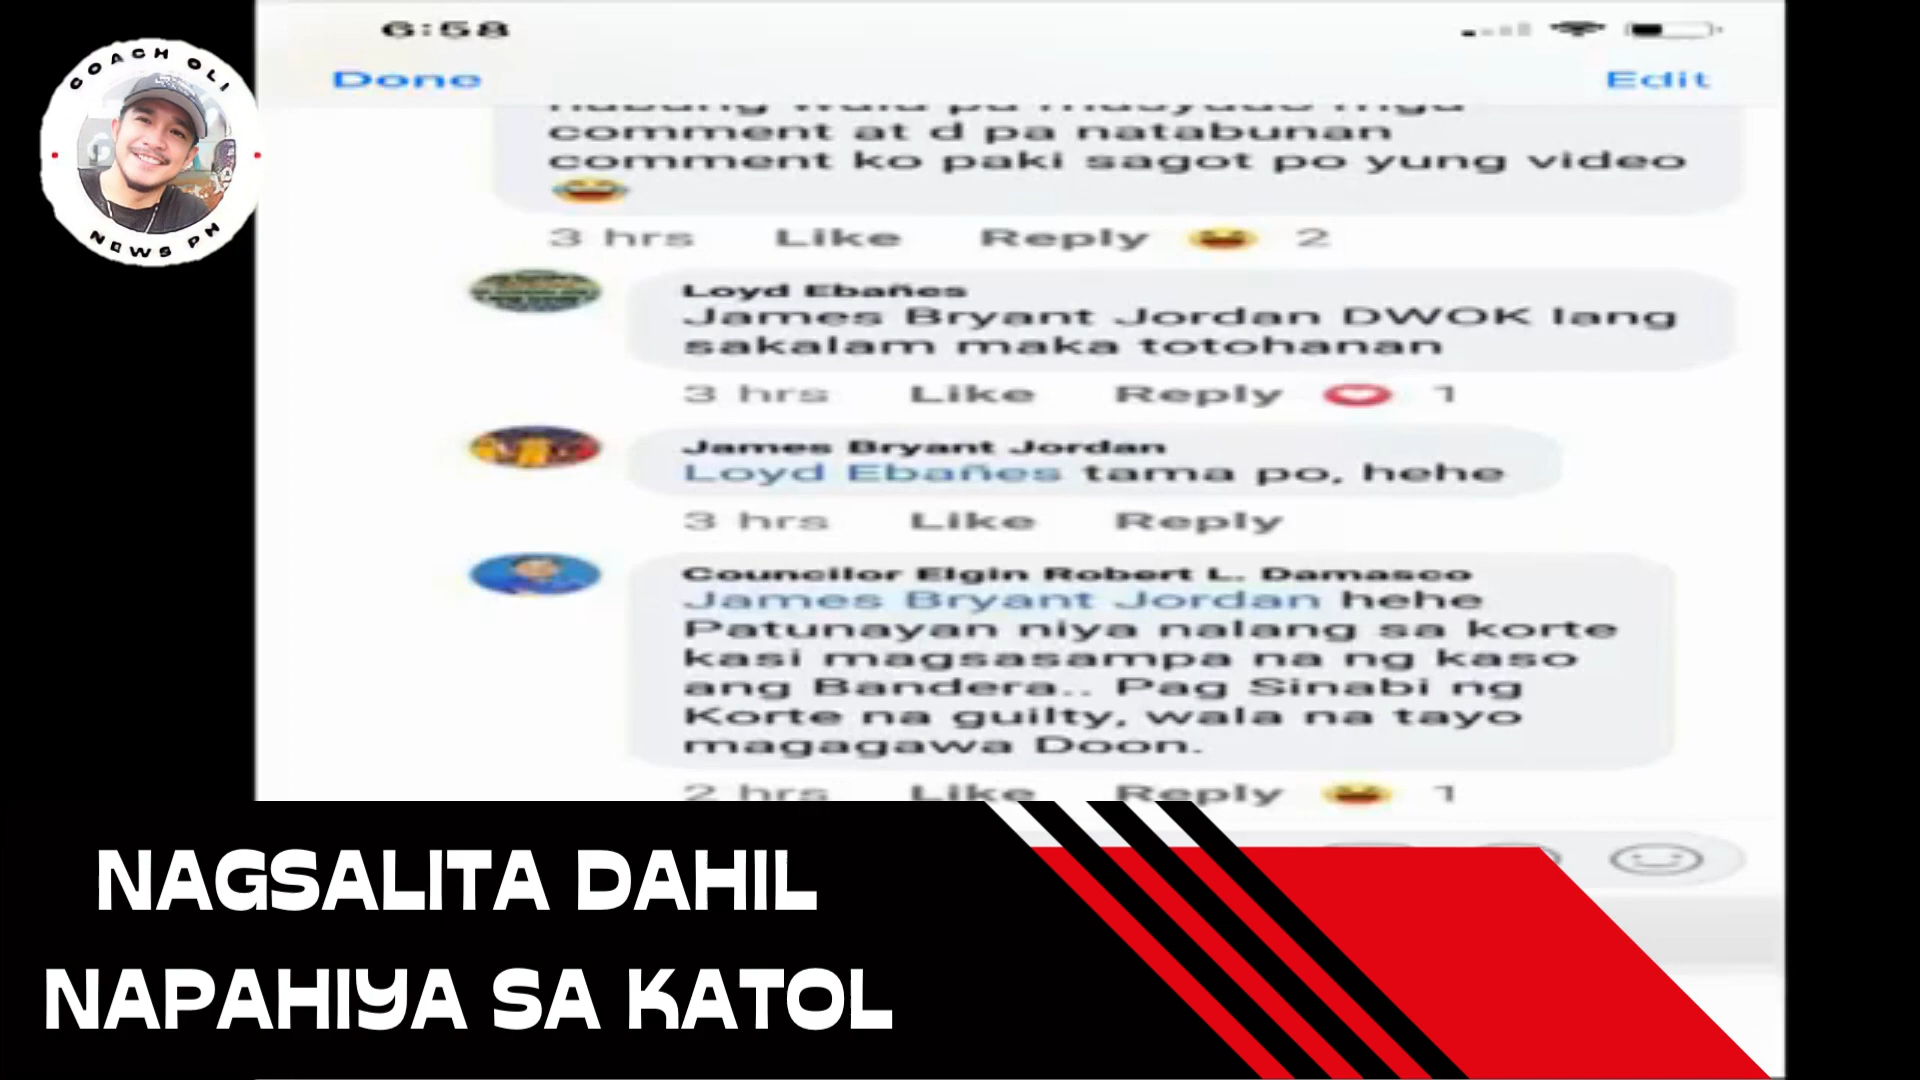 COACH OLI
NEWS PH
6:58
Done
Edit
comment at d pa natabunan
comment ko paki sagot po yung video
3 hrs Like Reply 2
Loyd Ebañes
James Bryant Jordan DWOK lang
sakalam maka totohanan
3 hrs Like Reply 1
James Bryant Jordan
Loyd Ebañes tama po, hehe
3 hrs Like Reply
Councilor Elgin Robert L. Damasco
James Bryant Jordan hehe
Patunayan niya nalang sa korte
kasi magsasampa na ng kaso
ang Bandera.. Pag Sinabi ng
Korte na guilty, wala na tayo
magagawa Doon.
2 hrs Like Reply 1
NAGSALITA DAHIL
NAPAHIYA SA KATOL